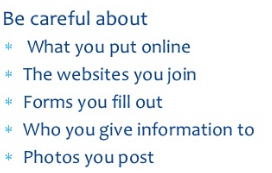 Be careful about
* What you put online
* The websites you join
* Forms you fill out
* Who you give information to
* Photos you post